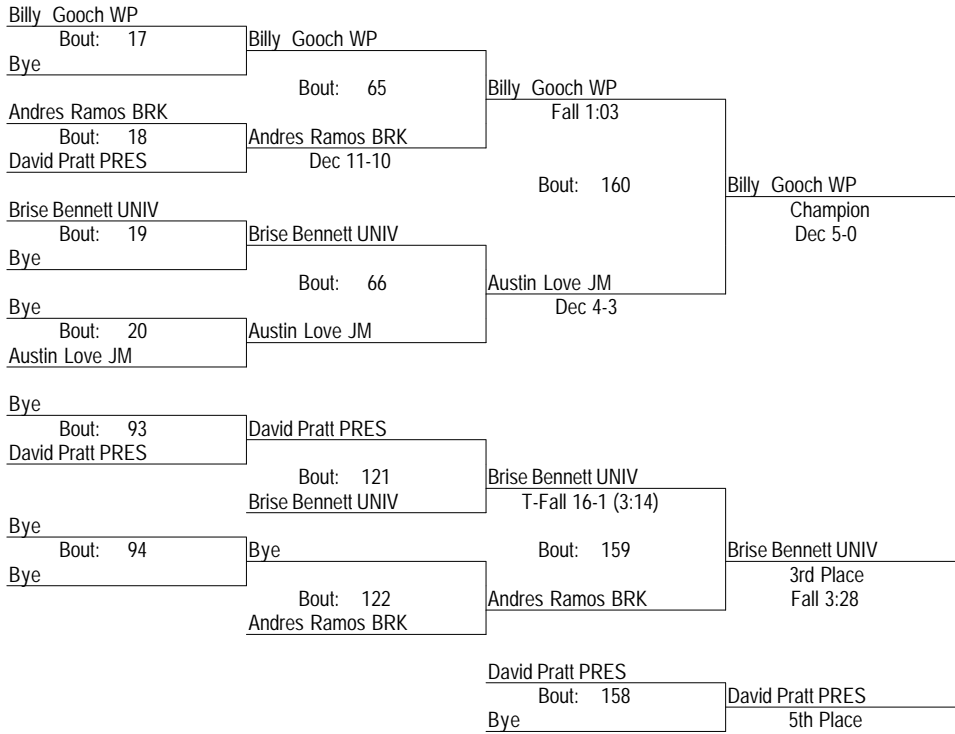 Billy Gooch WP
Bout: 17
Billy Gooch WP
Bye
Bout: 65
Billy Gooch WP
Andres Ramos BRK
Fall 1:03
Bout: 18
Andres Ramos BRK
David Pratt PRES
Dec 11-10
Bout: 160
Billy Gooch WP
Brise Bennett UNIV
Champion
Bout: 19
Brise Bennett UNIV
Dec 5-0
Bye
Bout: 66
Austin Love JM
Bye
Dec 4-3
Bout: 20
Austin Love JM
Austin Love JM
Bye
Bout: 93
David Pratt PRES
David Pratt PRES
Bout: 121
Brise Bennett UNIV
Brise Bennett UNIV
T-Fall 16-1 (3:14)
Bye
Bout: 94
Bye
Bout: 159
Brise Bennett UNIV
Bye
3rd Place
Bout: 122
Andres Ramos BRK
Fall 3:28
Andres Ramos BRK
David Pratt PRES
Bout: 158
David Pratt PRES
Bye
5th Place